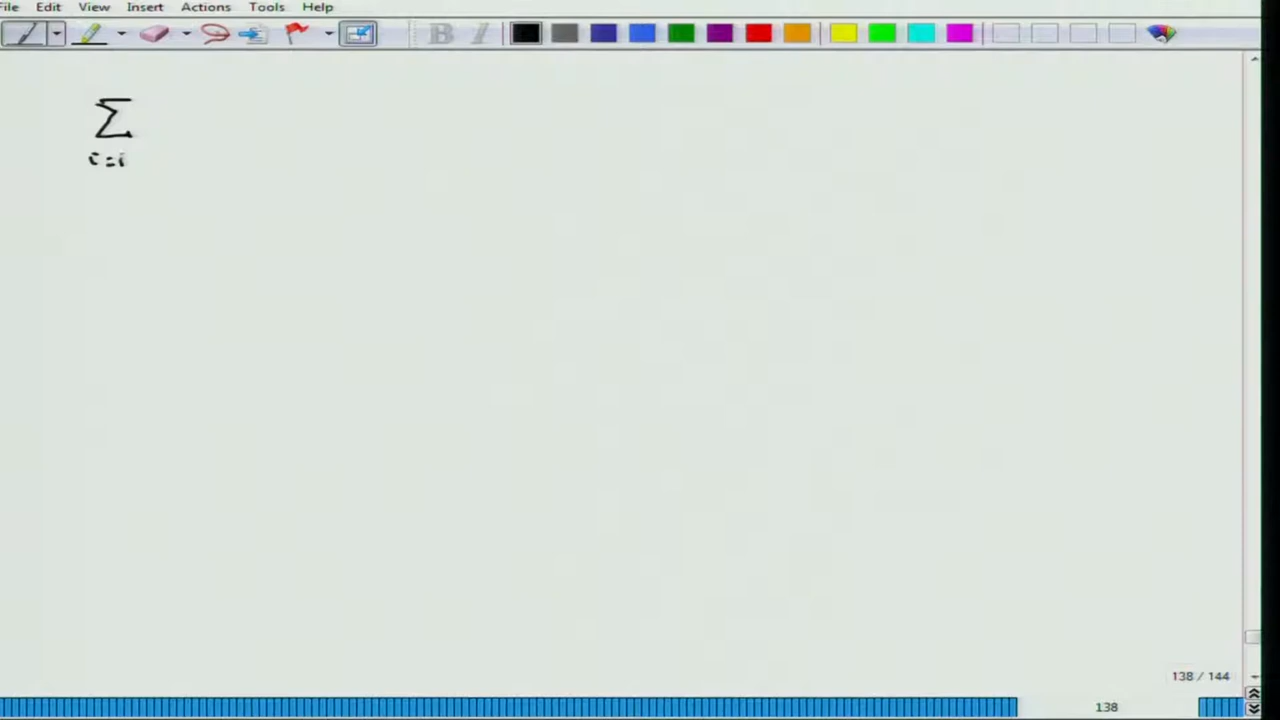 File Edit View Insert Actions Tools Help
B I
Σ
i=1
138 / 144
138